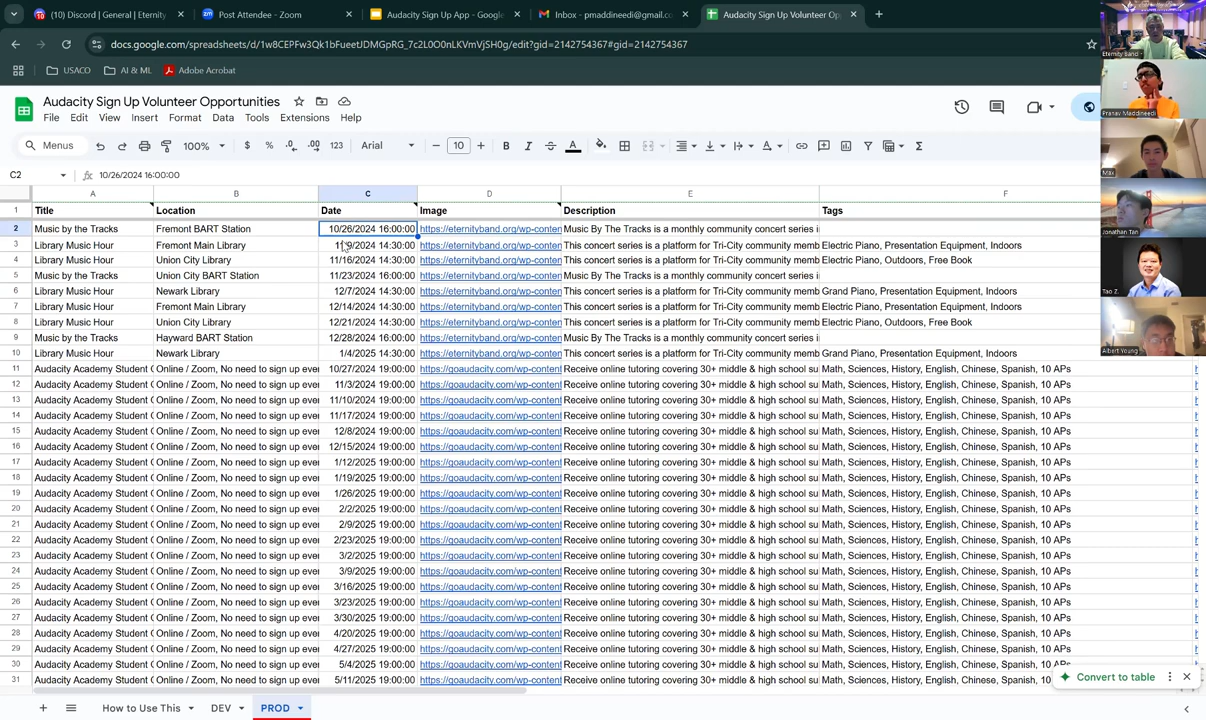 (10) Discord | General | Eternity
Post Attendee - Zoom
Audacity Sign Up App - Google
Inbox - pmaddineedi@gmail.co
Audacity Sign Up Volunteer Op
docs.google.com/spreadsheets/d/1w8CEPFw3Qk1bFueetUDMGpRG_7c2L0O0nLKVmVjSH0g/edit?gid=2142754367#gid=2142754367
USACO
AI & ML
Adobe Acrobat
Audacity Sign Up Volunteer Opportunities
File Edit View Insert Format Data Tools Extensions Help
Menus 100% $ % .0 .00 123 Arial 10 B I S A
C2 fx 10/26/2024 16:00:00
A B C D E F
1 Title Location Date Image Description Tags
2 Music by the Tracks Fremont BART Station 10/26/2024 16:00:00 https://eternityband.org/wp-conten Music By The Tracks is a monthly concert series i
3 Library Music Hour Fremont Main Library 14:30:00 https://eternityband.org/wp-conten This concert series is a platform for Tri-City community memb Electric Piano, Presentation Equipment, Indoors
4 Library Music Hour Union City Library 11/16/2024 14:30:00 https://eternityband.org/wp-conten This concert series is a platform for Tri-City community memb Electric Piano, Outdoors, Free Book
5 Music by the Tracks Union City BART Station 11/23/2024 16:00:00 https://eternityband.org/wp-conten Music By The Tracks is a monthly concert series i
6 Library Music Hour Newark Library 12/7/2024 14:30:00 https://eternityband.org/wp-conten This concert series is a platform for Tri-City community memb Grand Piano, Presentation Equipment, Indoors
7 Library Music Hour Fremont Main Library 12/14/2024 14:30:00 https://eternityband.org/wp-conten This concert series is a platform for Tri-City community memb Electric Piano, Presentation Equipment, Indoors
8 Library Music Hour Union City Library 12/21/2024 14:30:00 https://eternityband.org/wp-conten This concert series is a platform for Tri-City community memb Electric Piano, Outdoors, Free Book
9 Music by the Tracks Hayward BART Station 12/28/2024 16:00:00 https://eternityband.org/wp-conten Music By The Tracks is a monthly concert series i
10 Library Music Hour Newark Library 1/4/2025 14:30:00 https://eternityband.org/wp-conten This concert series is a platform for Tri-City community memb Grand Piano, Presentation Equipment, Indoors
11 Audacity Academy Student C Online / Zoom, No need to sign up ever 10/27/2024 19:00:00 https://goaudacity.com/wp-content Receive online tutoring covering 30+ middle & high school su Math, Sciences, History, English, Chinese, Spanish, 10 APs
12 Audacity Academy Student C Online / Zoom, No need to sign up ever 11/3/2024 19:00:00 https://goaudacity.com/wp-content Receive online tutoring covering 30+ middle & high school su Math, Sciences, History, English, Chinese, Spanish, 10 APs
13 Audacity Academy Student C Online / Zoom, No need to sign up ever 11/10/2024 19:00:00 https://goaudacity.com/wp-content Receive online tutoring covering 30+ middle & high school su Math, Sciences, History, English, Chinese, Spanish, 10 APs
14 Audacity Academy Student C Online / Zoom, No need to sign up ever 11/17/2024 19:00:00 https://goaudacity.com/wp-content Receive online tutoring covering 30+ middle & high school su Math, Sciences, History, English, Chinese, Spanish, 10 APs
15 Audacity Academy Student C Online / Zoom, No need to sign up ever 12/8/2024 19:00:00 https://goaudacity.com/wp-content Receive online tutoring covering 30+ middle & high school su Math, Sciences, History, English, Chinese, Spanish, 10 APs
16 Audacity Academy Student C Online / Zoom, No need to sign up ever 12/15/2024 19:00:00 https://goaudacity.com/wp-content Receive online tutoring covering 30+ middle & high school su Math, Sciences, History, English, Chinese, Spanish, 10 APs
17 Audacity Academy Student C Online / Zoom, No need to sign up ever 1/12/2025 19:00:00 https://goaudacity.com/wp-content Receive online tutoring covering 30+ middle & high school su Math, Sciences, History, English, Chinese, Spanish, 10 APs
18 Audacity Academy Student C Online / Zoom, No need to sign up ever 1/19/2025 19:00:00 https://goaudacity.com/wp-content Receive online tutoring covering 30+ middle & high school su Math, Sciences, History, English, Chinese, Spanish, 10 APs
19 Audacity Academy Student C Online / Zoom, No need to sign up ever 1/26/2025 19:00:00 https://goaudacity.com/wp-content Receive online tutoring covering 30+ middle & high school su Math, Sciences, History, English, Chinese, Spanish, 10 APs
20 Audacity Academy Student C Online / Zoom, No need to sign up ever 2/2/2025 19:00:00 https://goaudacity.com/wp-content Receive online tutoring covering 30+ middle & high school su Math, Sciences, History, English, Chinese, Spanish, 10 APs
21 Audacity Academy Student C Online / Zoom, No need to sign up ever 2/9/2025 19:00:00 https://goaudacity.com/wp-content Receive online tutoring covering 30+ middle & high school su Math, Sciences, History, English, Chinese, Spanish, 10 APs
22 Audacity Academy Student C Online / Zoom, No need to sign up ever 2/23/2025 19:00:00 https://goaudacity.com/wp-content Receive online tutoring covering 30+ middle & high school su Math, Sciences, History, English, Chinese, Spanish, 10 APs
23 Audacity Academy Student C Online / Zoom, No need to sign up ever 3/2/2025 19:00:00 https://goaudacity.com/wp-content Receive online tutoring covering 30+ middle & high school su Math, Sciences, History, English, Chinese, Spanish, 10 APs
24 Audacity Academy Student C Online / Zoom, No need to sign up ever 3/9/2025 19:00:00 https://goaudacity.com/wp-content Receive online tutoring covering 30+ middle & high school su Math, Sciences, History, English, Chinese, Spanish, 10 APs
25 Audacity Academy Student C Online / Zoom, No need to sign up ever 3/16/2025 19:00:00 https://goaudacity.com/wp-content Receive online tutoring covering 30+ middle & high school su Math, Sciences, History, English, Chinese, Spanish, 10 APs
26 Audacity Academy Student C Online / Zoom, No need to sign up ever 3/23/2025 19:00:00 https://goaudacity.com/wp-content Receive online tutoring covering 30+ middle & high school su Math, Sciences, History, English, Chinese, Spanish, 10 APs
27 Audacity Academy Student C Online / Zoom, No need to sign up ever 3/30/2025 19:00:00 https://goaudacity.com/wp-content Receive online tutoring covering 30+ middle & high school su Math, Sciences, History, English, Chinese, Spanish, 10 APs
28 Audacity Academy Student C Online / Zoom, No need to sign up ever 4/20/2025 19:00:00 https://goaudacity.com/wp-content Receive online tutoring covering 30+ middle & high school su Math, Sciences, History, English, Chinese, Spanish, 10 APs
29 Audacity Academy Student C Online / Zoom, No need to sign up ever 4/27/2025 19:00:00 https://goaudacity.com/wp-content Receive online tutoring covering 30+ middle & high school su Math, Sciences, History, English, Chinese, Spanish, 10 APs
30 Audacity Academy Student C Online / Zoom, No need to sign up ever 5/4/2025 19:00:00 https://goaudacity.com/wp-content Receive online tutoring covering 30+ middle & high school su Math, Sciences, History, English, Chinese, Spanish, 10 APs
31 Audacity Academy Student C Online / Zoom, No need to sign up ever 5/11/2025 19:00:00 https://goaudacity.com/wp-content Receive online tutoring covering 30+ middle & high school su Math, Sciences, History, English, Chinese, Spanish, 10 APs
Convert to table
How to Use This DEV PROD
Eternity Band
Pranav Maddineedi
Max
Jonathan Tan
Tao Z.
Albert Young